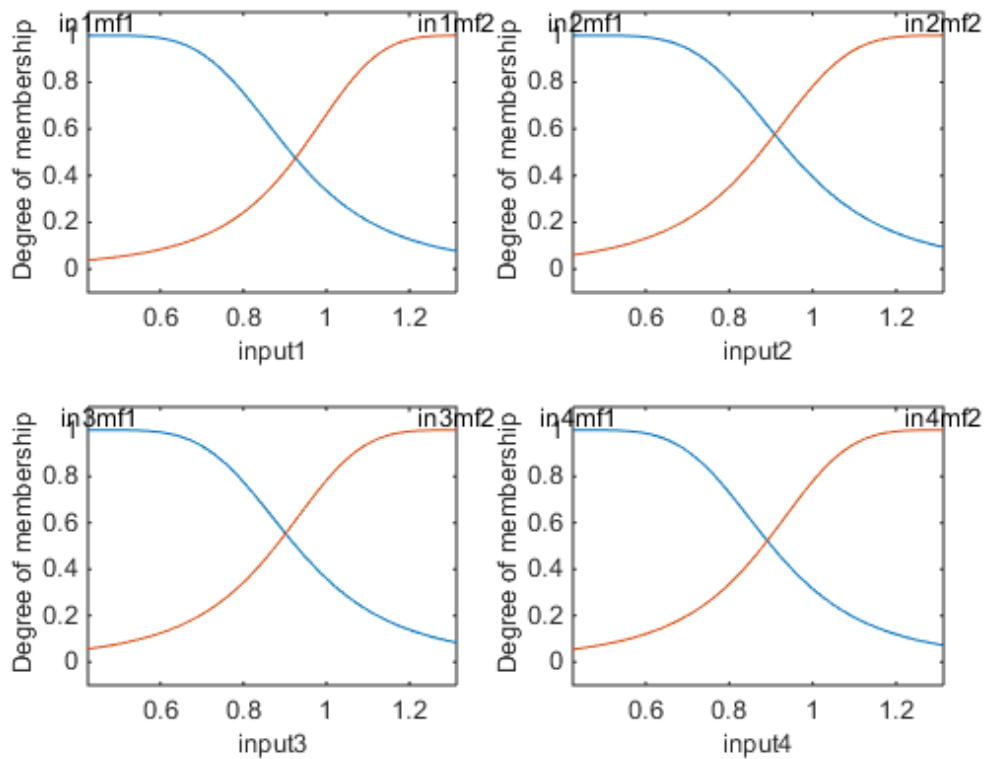 in1mf1 in1mf2
Degree of membership
1
0.8
0.6
0.4
0.2
0
0.6 0.8 1 1.2
input1
in2mf1 in2mf2
Degree of membership
1
0.8
0.6
0.4
0.2
0
0.6 0.8 1 1.2
input2
in3mf1 in3mf2
Degree of membership
1
0.8
0.6
0.4
0.2
0
0.6 0.8 1 1.2
input3
in4mf1 in4mf2
Degree of membership
1
0.8
0.6
0.4
0.2
0
0.6 0.8 1 1.2
input4